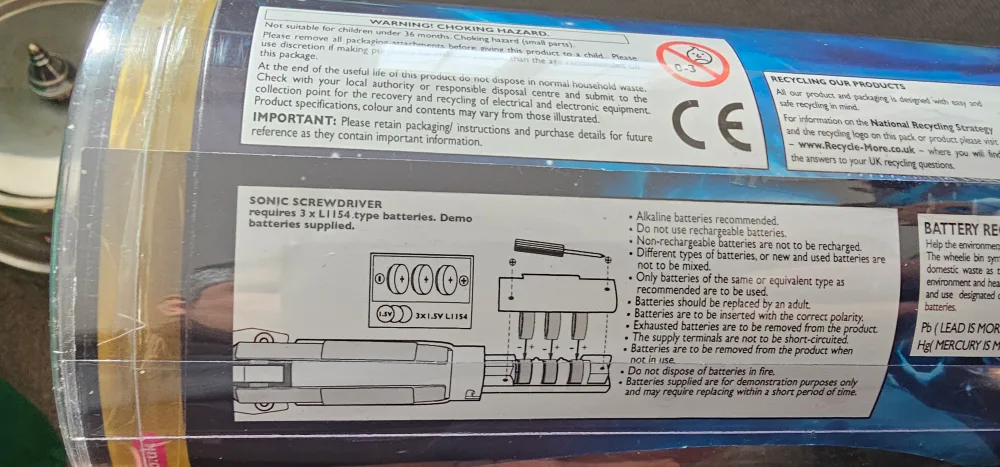 WARNING! CHOKING HAZARD.
Not suitable for children under 36 months. Choking hazard (small parts).
Please remove all packaging attachments before giving this product to a child. Please
use discretion if making
than the age
this package.
At the end of the useful life of this product do not dispose in normal household waste.
Check with your local authority or responsible disposal centre and submit to the
collection point for the recovery and recycling of electrical and electronic equipment.
Product specifications, colour and contents may vary from those illustrated.
IMPORTANT: Please retain packaging/ instructions and purchase details for future
reference as they contain important information.
0-3
CE
RECYCLING OUR PRODUCTS
All our product and packaging is designed with easy and
safe recycling in mind.
For information on the National Recycling Strategy
and the recycling logo on this pack or product please visit
- www.Recycle-More.co.uk - where you will find
the answers to your UK recycling questions.
SONIC SCREWDRIVER
requires 3 x L1154 type batteries. Demo
batteries supplied.
1.5V
3X1.5V L1154
• Alkaline batteries recommended.
• Do not use rechargeable batteries.
• Non-rechargeable batteries are not to be recharged.
• Different types of batteries, or new and used batteries are
not to be mixed.
• Only batteries of the same or equivalent type as
recommended are to be used.
• Batteries should be replaced by an adult.
• Batteries are to be inserted with the correct polarity.
• Exhausted batteries are to be removed from the product.
• The supply terminals are not to be short-circuited.
• Batteries are to be removed from the product when
not in use.
• Do not dispose of batteries in fire.
• Batteries supplied are for demonstration purposes only
and may require replacing within a short period of time.
BATTERY RE
Help the environmen
The wheelie bin sym
domestic waste as t
environment and hea
and use designated
batteries.
Pb ( LEAD IS MOR
Hg( MERCURY IS M